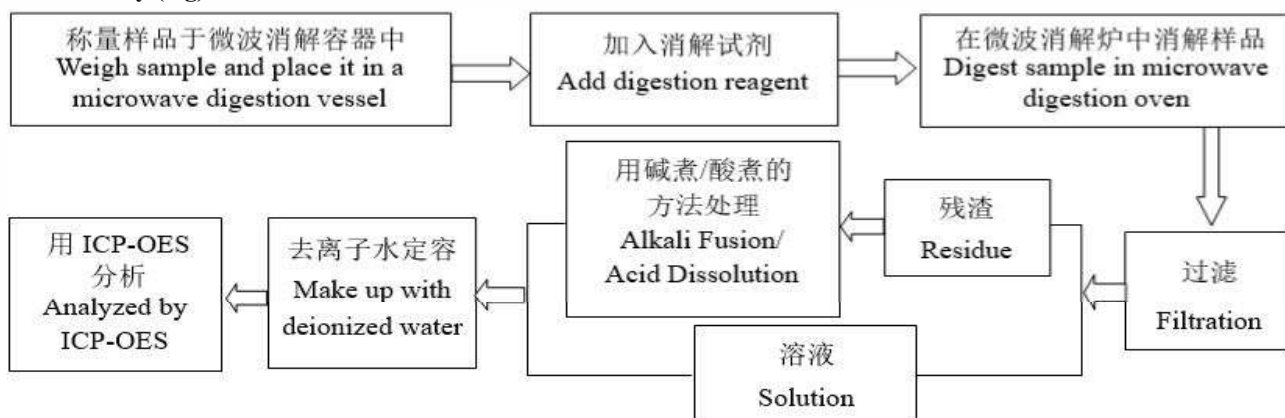 称量样品于微波消解容器中
Weigh sample and place it in a
microwave digestion vessel
加入消解试剂
Add digestion reagent
在微波消解炉中消解样品
Digest sample in microwave
digestion oven
过滤
Filtration
残渣
Residue
溶液
Solution
用碱煮/酸煮的
方法处理
Alkali Fusion/
Acid Dissolution
去离子水定容
Make up with
deionized water
用 ICP-OES
分析
Analyzed by
ICP-OES